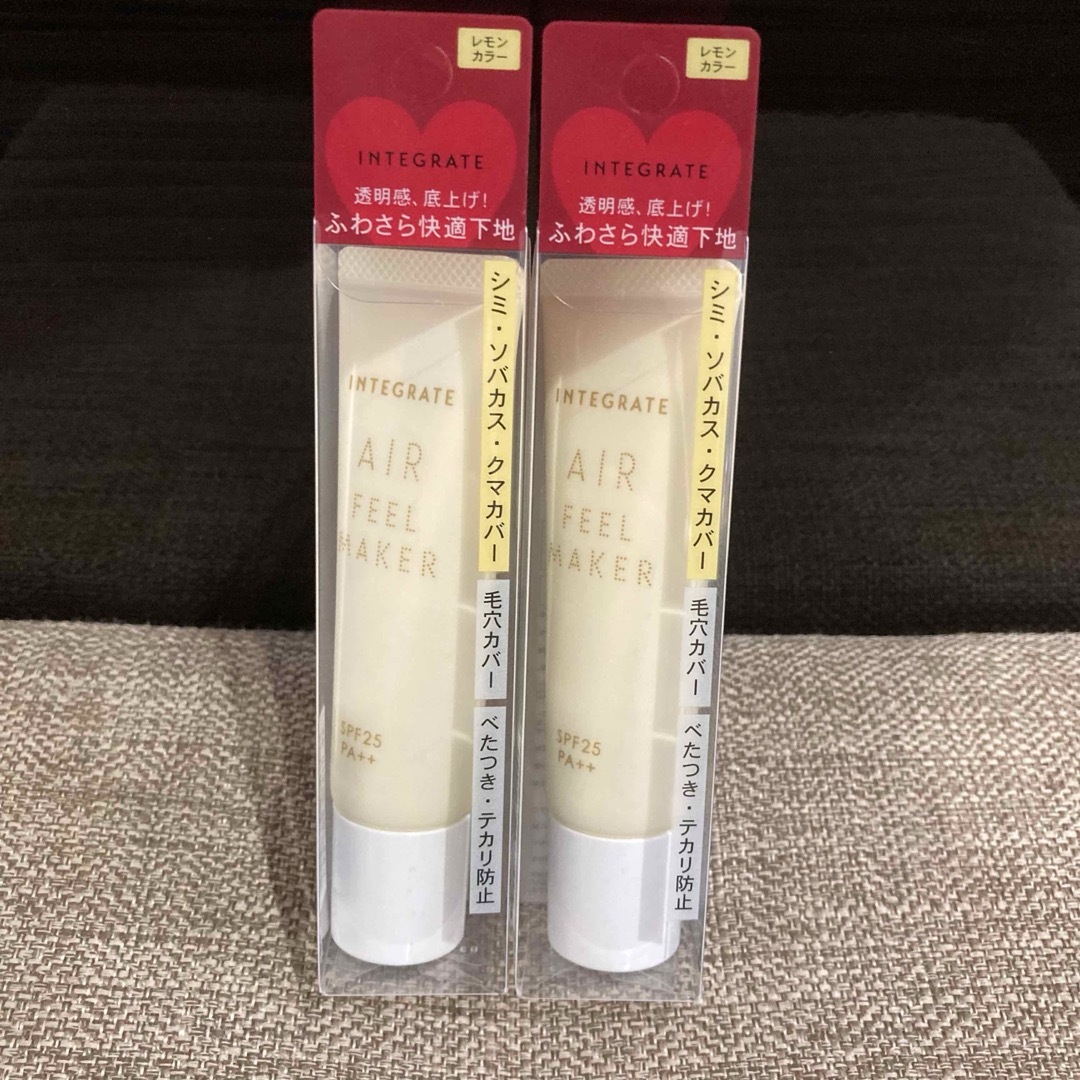 レモン
カラー
INTEGRATE
透明感、底上げ!
ふわさら快適下地
シミ・ソバカス・クマカバー
毛穴カバー
べたつき・テカリ防止
INTEGRATE
AIR
FEEL
MAKER
SPF25
PA++
レモン
カラー
INTEGRATE
透明感、底上げ!
ふわさら快適下地
シミ・ソバカス・クマカバー
毛穴カバー
べたつき・テカリ防止
INTEGRATE
AIR
FEEL
MAKER
SPF25
PA++